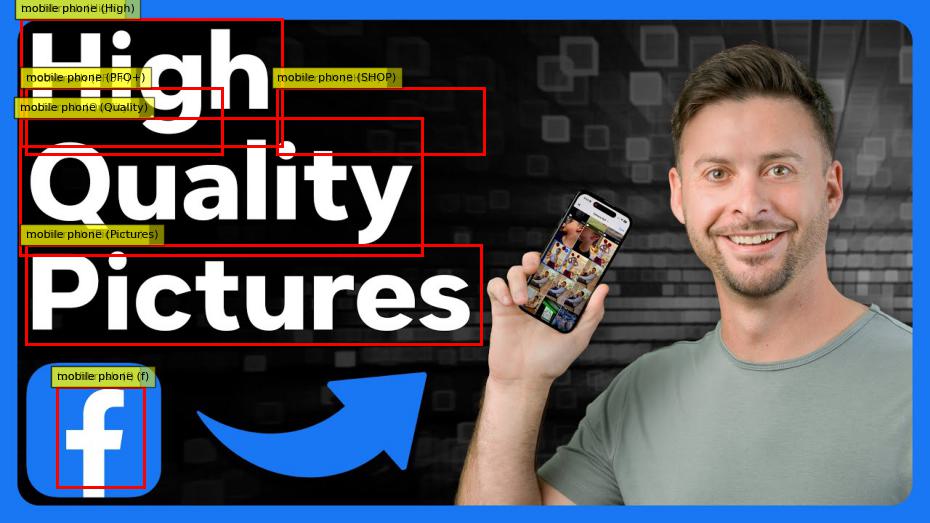 mobile phone (High)
High
mobile phone (PFO+)
mobile phone (SHOP)
mobile phone (Quality)
Quality
mobile phone (Pictures)
Pictures
mobile phone (f)
f